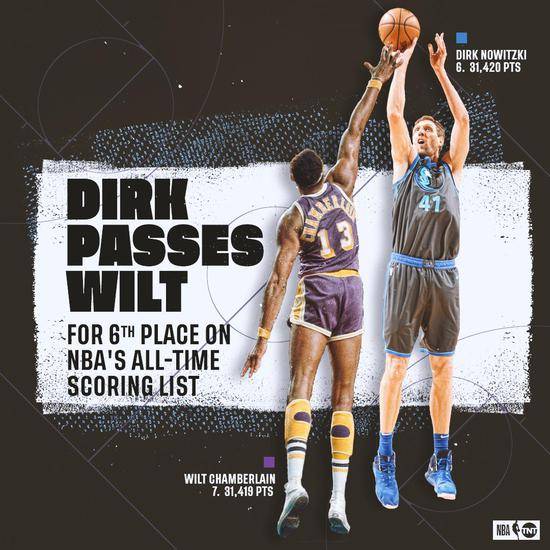 DIRK NOWITZKI
6. 31,420 PTS
DIRK
PASSES
WILT
FOR 6TH PLACE ON
NBA'S ALL-TIME
SCORING LIST
CHAMBERLAIN
13
41
WILT CHAMBERLAIN
7. 31,419 PTS
NBA TNT